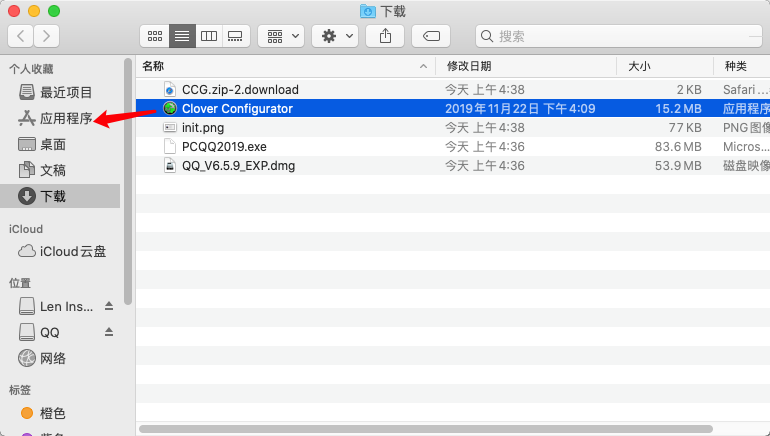 下载
搜索
个人收藏
最近项目
应用程序
桌面
文稿
下载
iCloud
iCloud云盘
位置
Len Ins...
QQ
网络
标签
橙色
名称 修改日期 大小 种类
CCG.zip-2.download 今天 上午4:38 2 KB Safari...
Clover Configurator 2019年11月22日 下午4:09 15.2 MB 应用程序
init.png 今天 上午4:38 77 KB PNG图像
PCQQ2019.exe 今天 上午4:36 83.6 MB Micros...
QQ_V6.5.9_EXP.dmg 今天 上午4:36 53.9 MB 磁盘映像